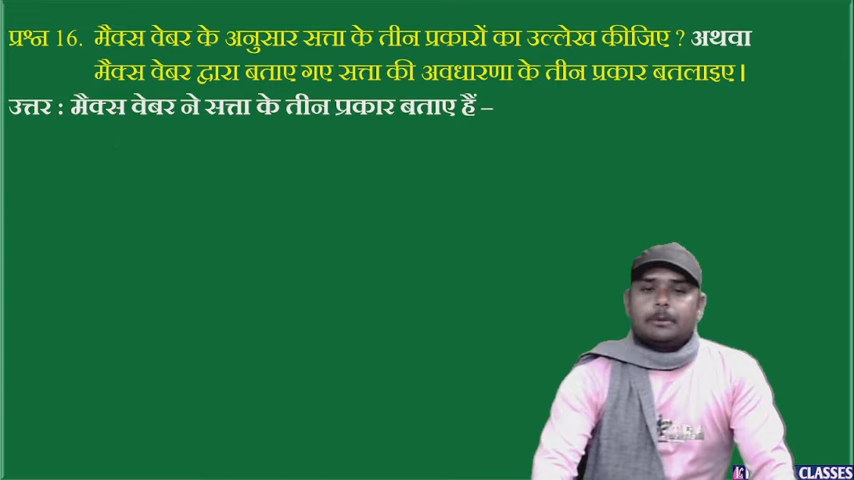 प्रश्न 16. मैक्स वेबर के अनुसार सत्ता के तीन प्रकारों का उल्लेख कीजिए ? अथवा
मैक्स वेबर द्वारा बताए गए सत्ता की अवधारणा के तीन प्रकार बतलाइए ।
उत्तर : मैक्स वेबर ने सत्ता के तीन प्रकार बताए हैं –
CLASSES